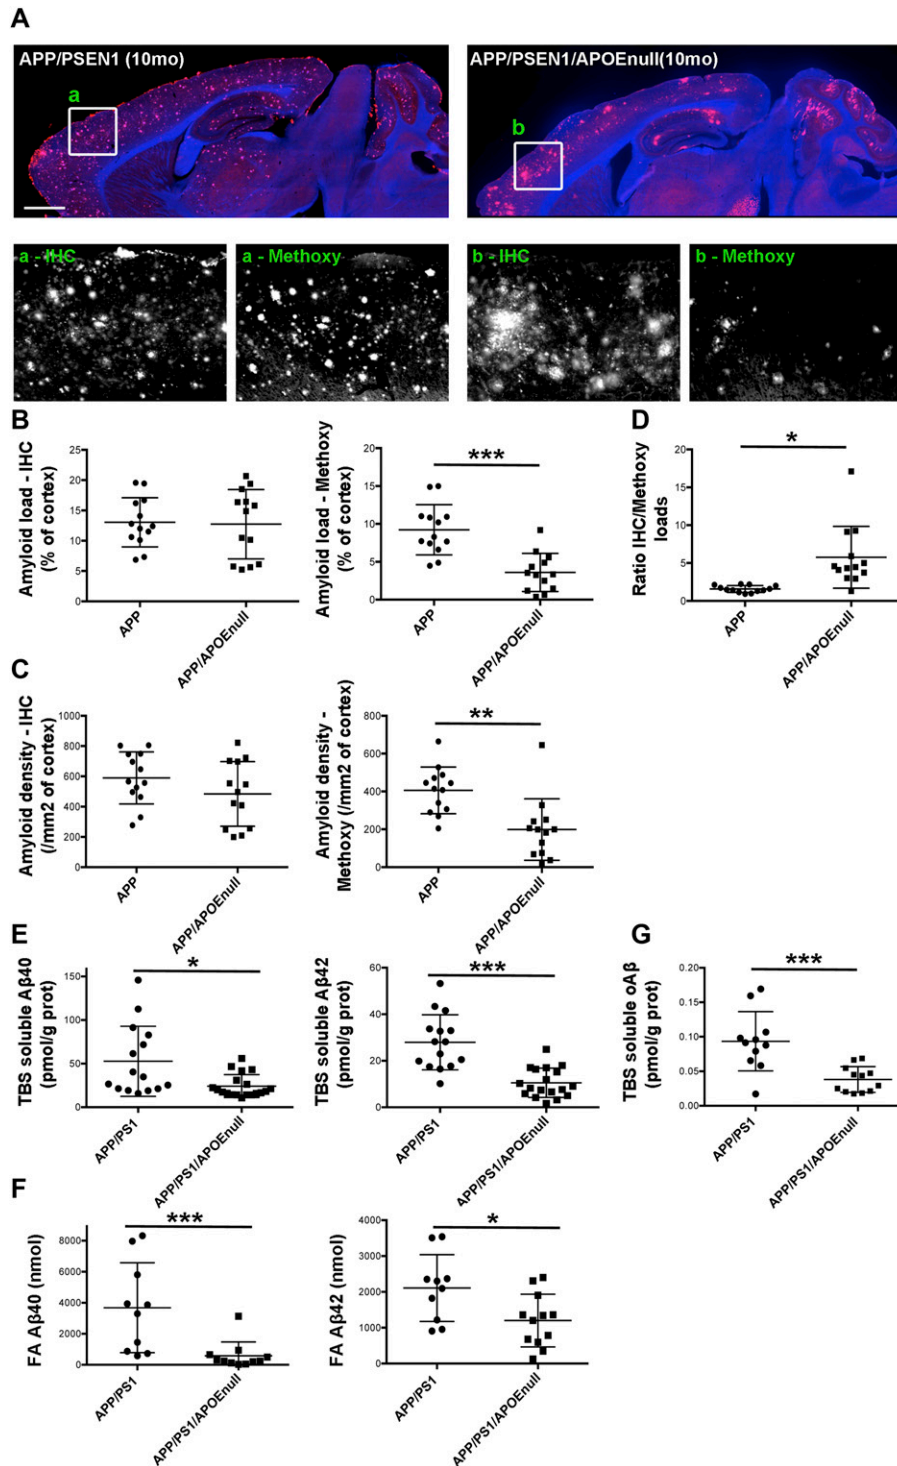 A
APP/PSEN1 (10mo)
APP/PSEN1/APOEnull(10mo)
a
b
a - IHC
a - Methoxy
b - IHC
b - Methoxy
B
Amyloid load - IHC
(% of cortex)
25
20
15
10
5
0
APP
APP/APOEnull
Amyloid load - Methoxy
(% of cortex)
20
15
10
5
0
***
APP
APP/APOEnull
D
Ratio IHC/Methoxy
loads
20
15
10
5
0
*
APP
APP/APOEnull
C
Amyloid density - IHC
(/mm2 of cortex)
1000
800
600
400
200
0
APP
APP/APOEnull
Amyloid density -
Methoxy (/mm2 of cortex)
800
600
400
200
0
**
APP
APP/APOEnull
E
TBS soluble Aβ40
(pmol/g prot)
150
100
50
0
*
APP/PS1
APP/PS1/APOEnull
TBS soluble Aβ42
(pmol/g prot)
60
40
20
0
***
APP/PS1
APP/PS1/APOEnull
G
TBS soluble oAβ
(pmol/g prot)
0.20
0.15
0.10
0.05
0.00
***
APP/PS1
APP/PS1/APOEnull
F
FA Aβ40 (nmol)
8000
6000
4000
2000
0
***
APP/PS1
APP/PS1/APOEnull
FA Aβ42 (nmol)
4000
3000
2000
1000
0
*
APP/PS1
APP/PS1/APOEnull